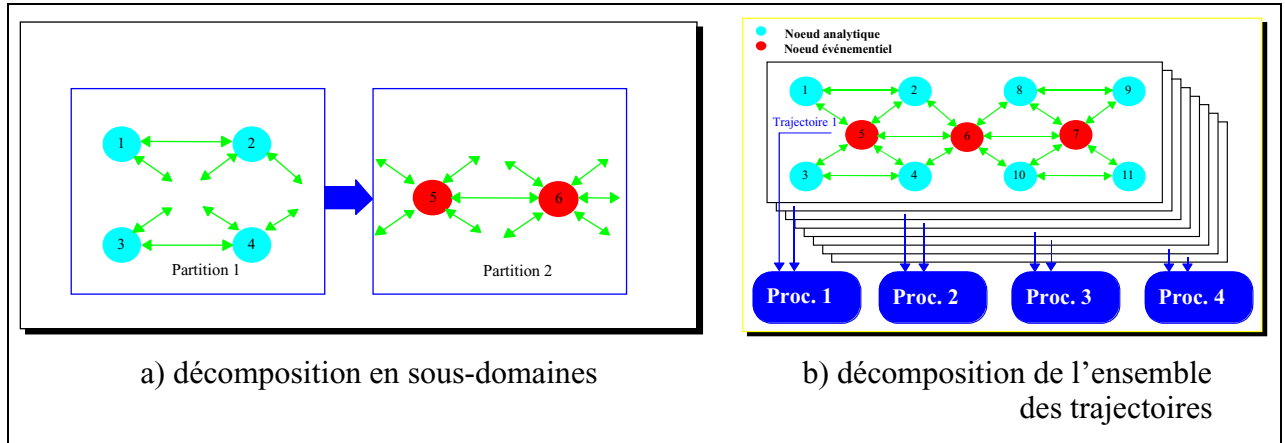 1
2
3
4
Partition 1
5
6
Partition 2
a) décomposition en sous-domaines
Noeud analytique
Noeud événementiel
1
2
8
9
Trajectoire 1
5
6
7
3
4
10
11
Proc. 1
Proc. 2
Proc. 3
Proc. 4
b) décomposition de l’ensemble
des trajectoires